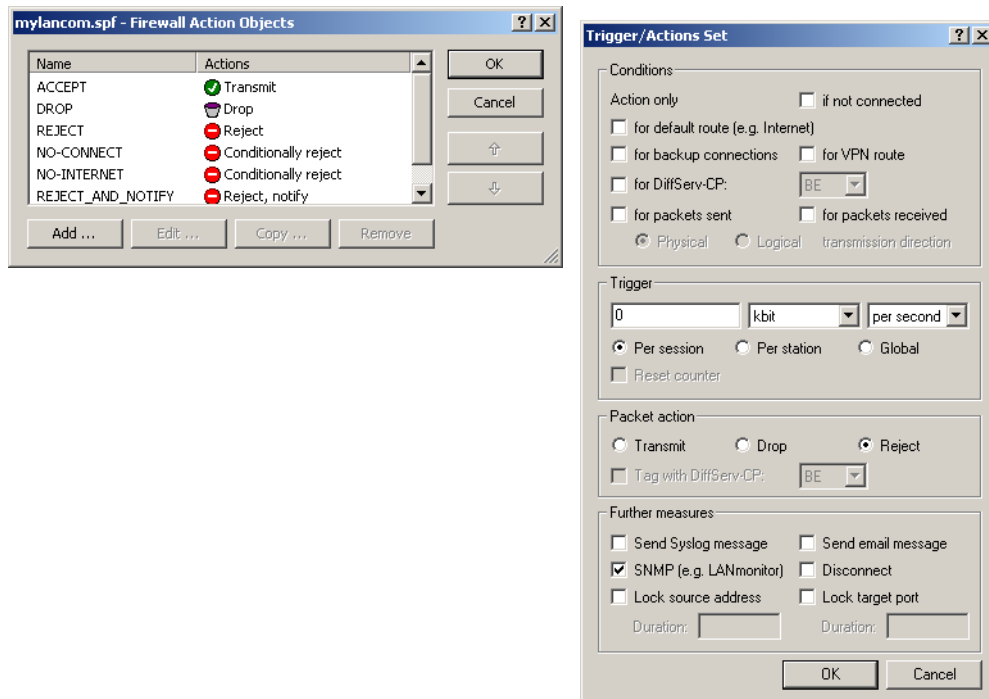 mylancom.spf - Firewall Action Objects
Name Actions
ACCEPT Transmit
DROP Drop
REJECT Reject
NO-CONNECT Conditionally reject
NO-INTERNET Conditionally reject
REJECT_AND_NOTIFY Reject, notify
OK
Cancel
Add ... Edit ... Copy ... Remove
Trigger/Actions Set
Conditions
Action only if not connected
for default route (e.g. Internet)
for backup connections for VPN route
for DiffServ-CP: BE
for packets sent for packets received
Physical Logical transmission direction
Trigger
0 kbit per second
Per session Per station Global
Reset counter
Packet action
Transmit Drop Reject
Tag with DiffServ-CP: BE
Further measures
Send Syslog message Send email message
SNMP (e.g. LANmonitor) Disconnect
Lock source address Lock target port
Duration: Duration:
OK Cancel